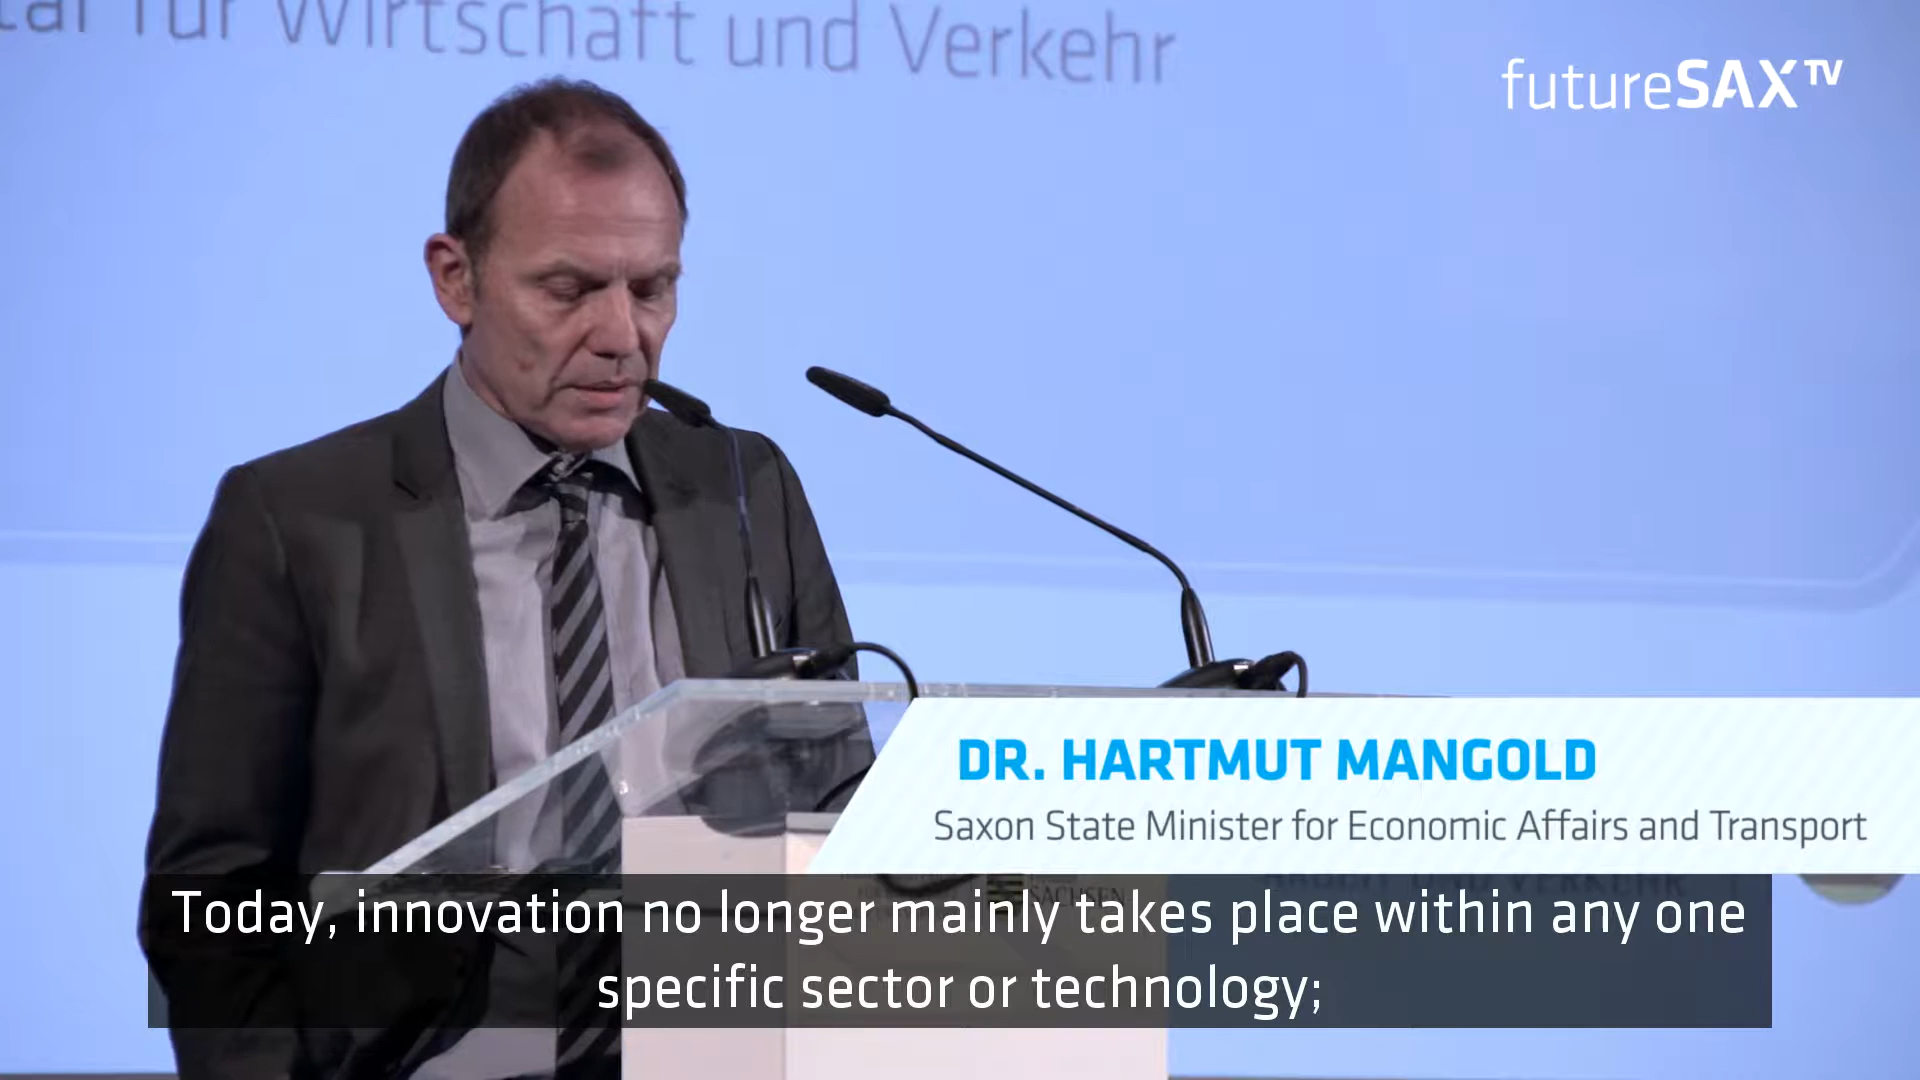 für Wirtschaft und Verkehr
futureSAX TV
DR. HARTMUT MANGOLD
Saxon State Minister for Economic Affairs and Transport
SACHSEN
Today, innovation no longer mainly takes place within any one
specific sector or technology;